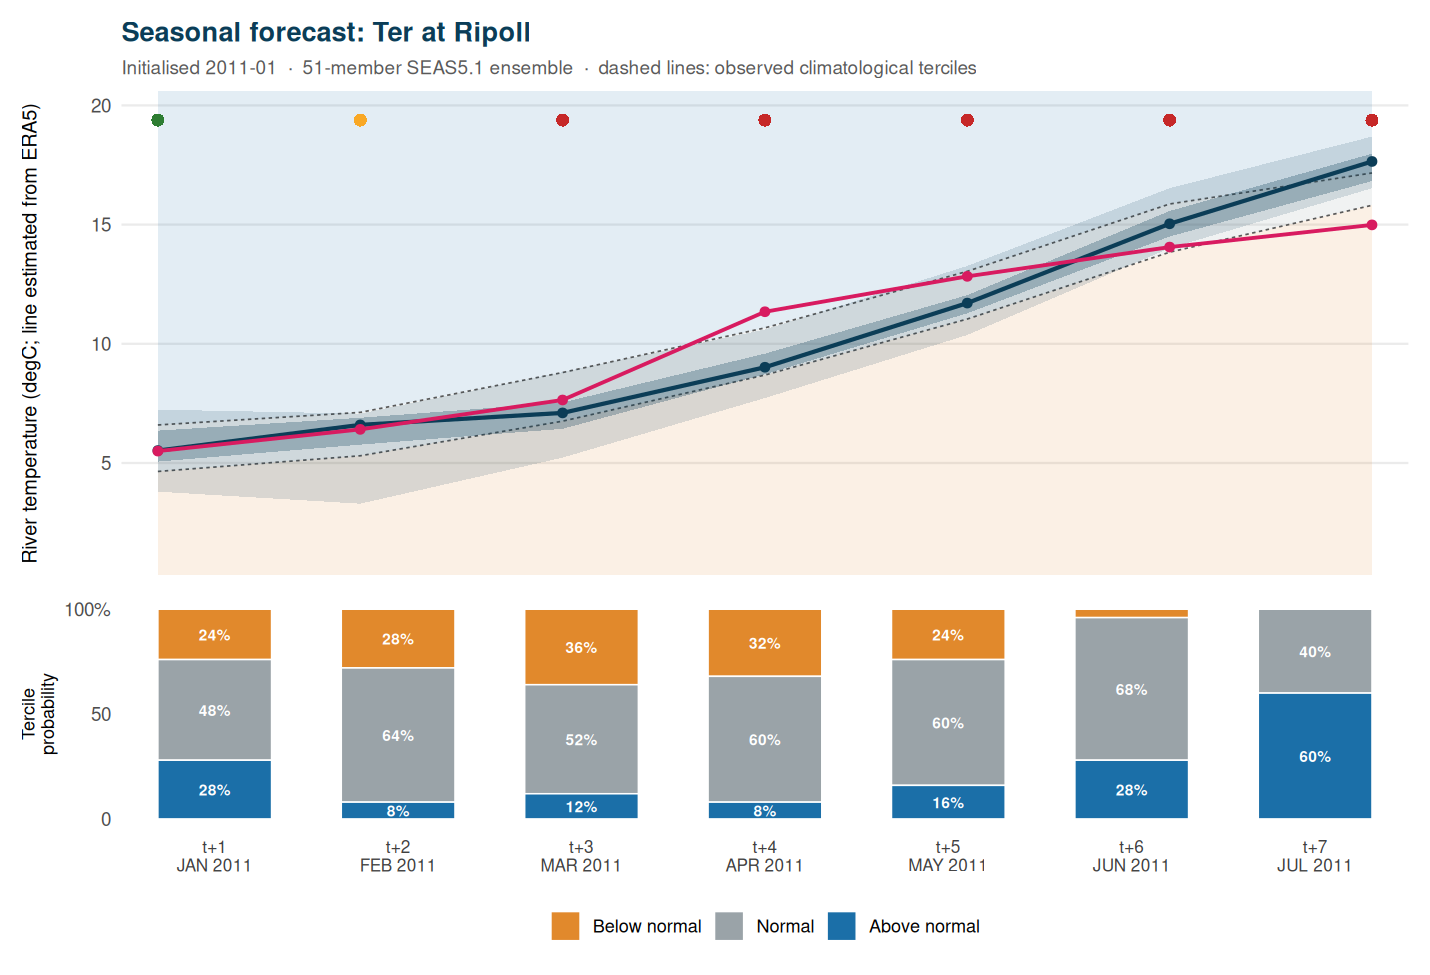 Seasonal forecast: Ter at Ripoll
Initialised 2011-01 · 51-member SEAS5.1 ensemble · dashed lines: observed climatological terciles
River temperature (degC; line estimated from ERA5)
20
15
10
5
Tercile
probability
100%
50
0
24% 28% 36% 32% 24%
48% 64% 52% 60% 60% 68% 40%
28% 8% 12% 8% 16% 28% 60%
t+1 t+2 t+3 t+4 t+5 t+6 t+7
JAN 2011 FEB 2011 MAR 2011 APR 2011 MAY 2011 JUN 2011 JUL 2011
Below normal Normal Above normal